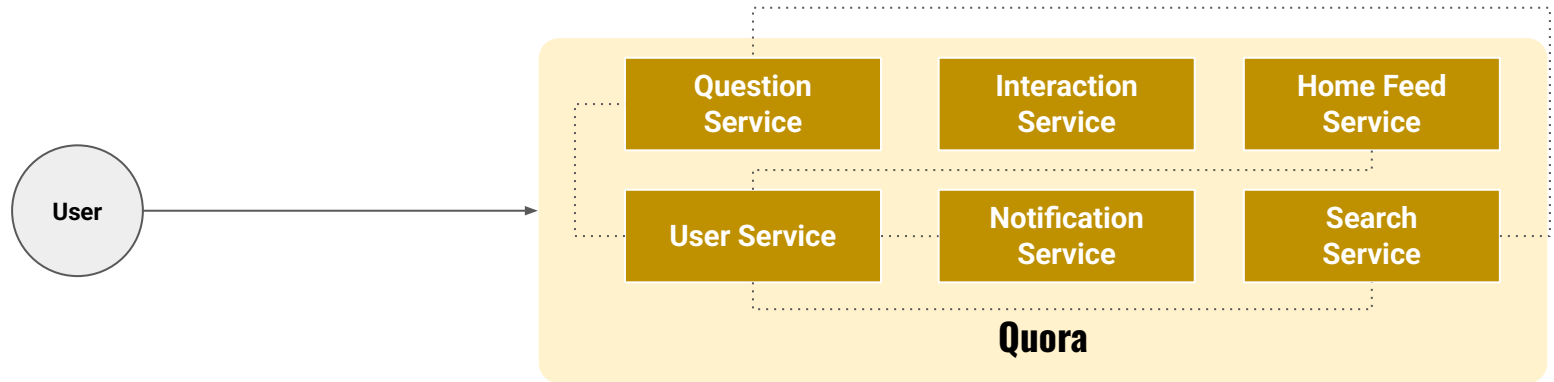 Question
Service
Interaction
Service
Home Feed
Service
User
User Service
Notification
Service
Search
Service
Quora